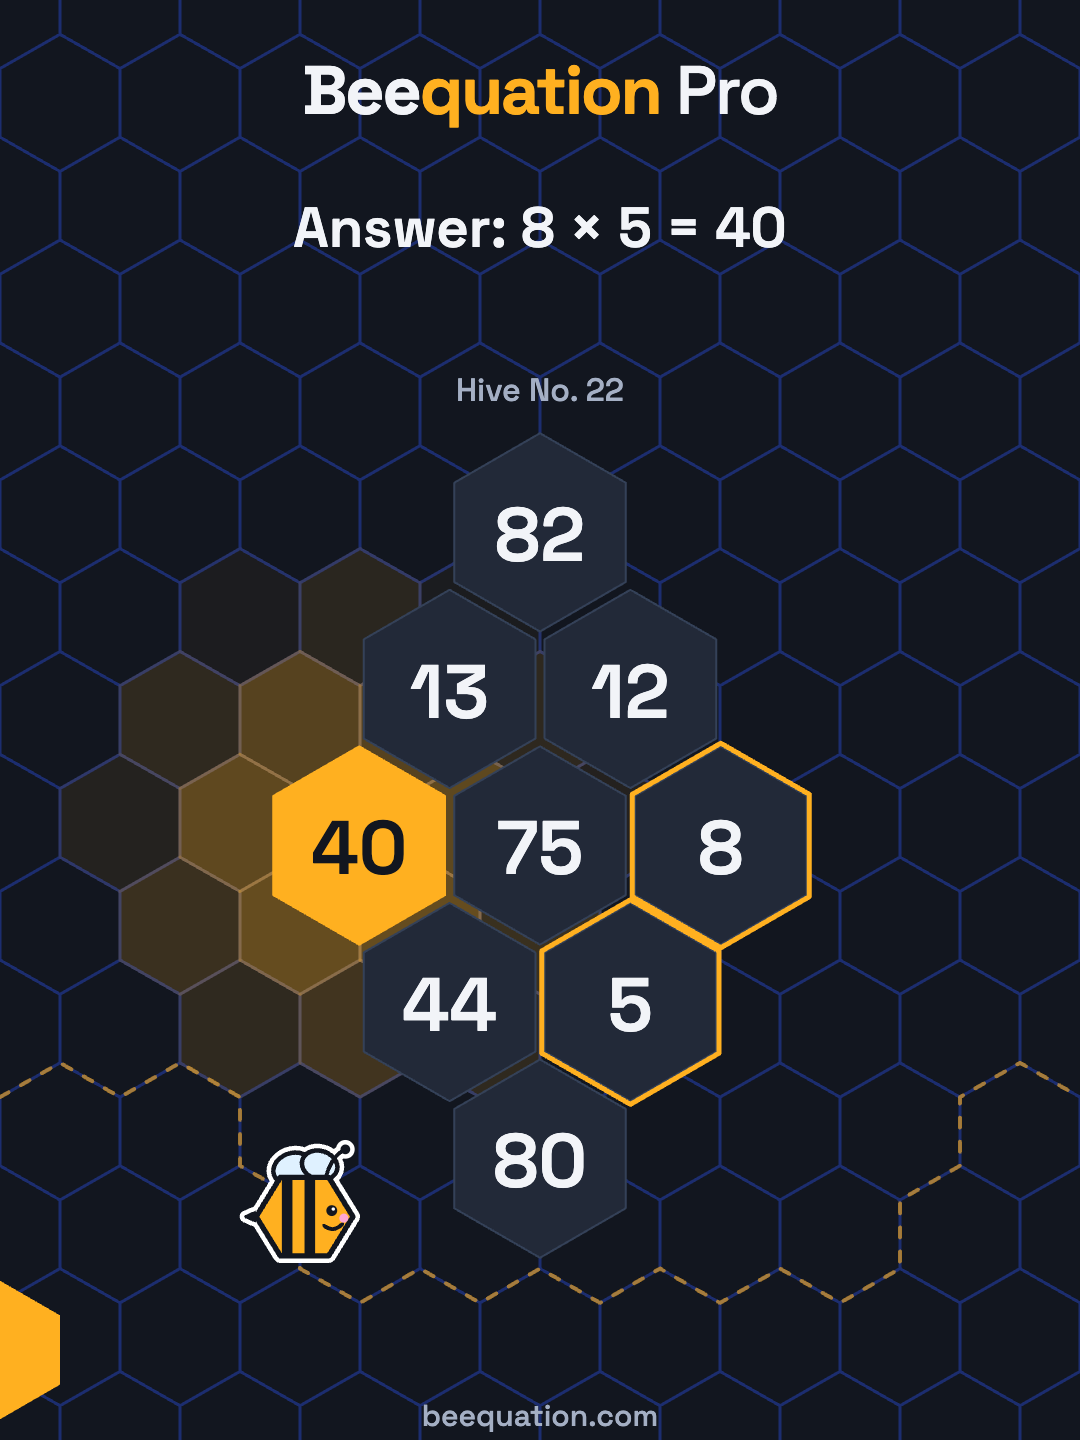 Beequation Pro
Answer: 8 × 5 = 40
Hive No. 22
82
13 12
40 75 8
44 5
80
beequation.com